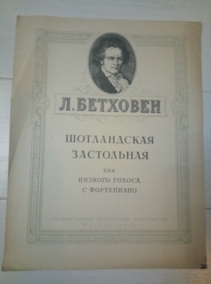 Л. БЕТХОВЕН
ШОТЛАНДСКАЯ
ЗАСТОЛЬНАЯ
ДЛЯ
НИЗКОГО ГОЛОСА
С ФОРТЕПИАНО